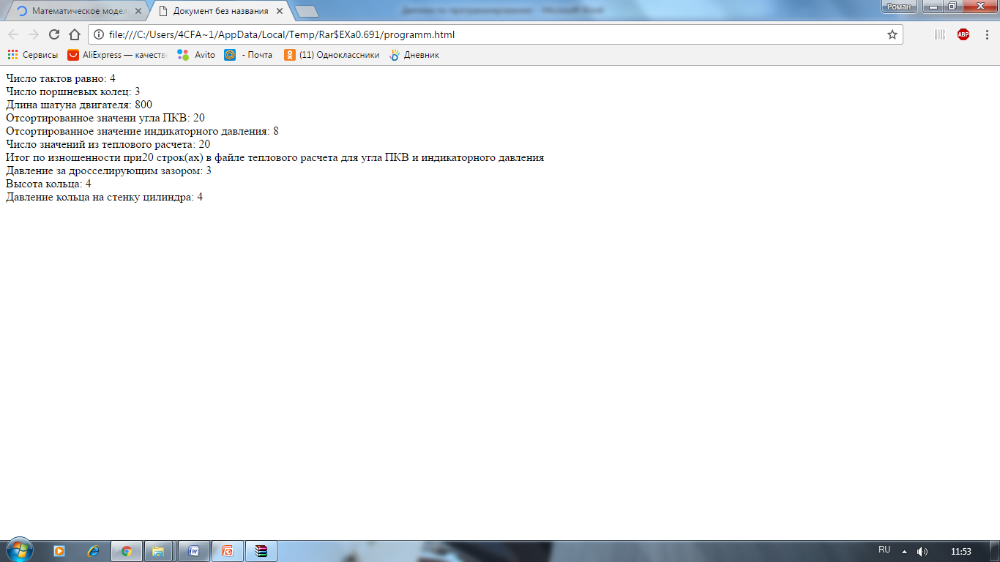 Математическое модел
Документ без названия
Роман
file:///C:/Users/4CFA~1/AppData/Local/Temp/Rar$EXa0.691/programm.html
ABP
Сервисы
AliExpress — качеств
Avito
- Почта
(11) Одноклассники
Дневник
Число тактов равно: 4
Число поршневых колец: 3
Длина шатуна двигателя: 800
Отсортированное значени угла ПКВ: 20
Отсортированное значение индикаторного давления: 8
Число значений из теплового расчета: 20
Итог по изношенности при20 строк(ах) в файле теплового расчета для угла ПКВ и индикаторного давления
Давление за дросселирующим зазором: 3
Высота кольца: 4
Давление кольца на стенку цилиндра: 4
RU
11:53